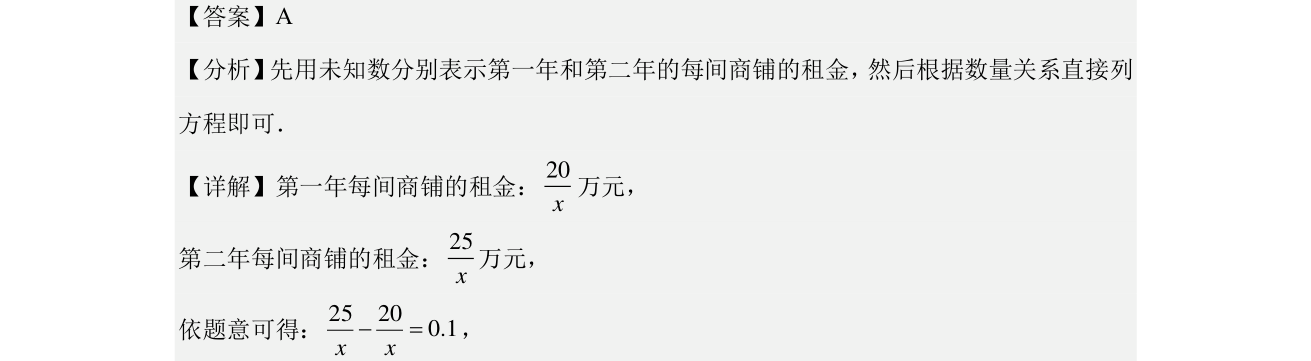 【答案】A
【分析】先用未知数分别表示第一年和第二年的每间商铺的租金，然后根据数量关系直接列
方程即可．
【详解】第一年每间商铺的租金：$\frac{20}{x}$万元，
第二年每间商铺的租金：$\frac{25}{x}$万元，
依题意可得：$\frac{25}{x}-\frac{20}{x}=0.1$，